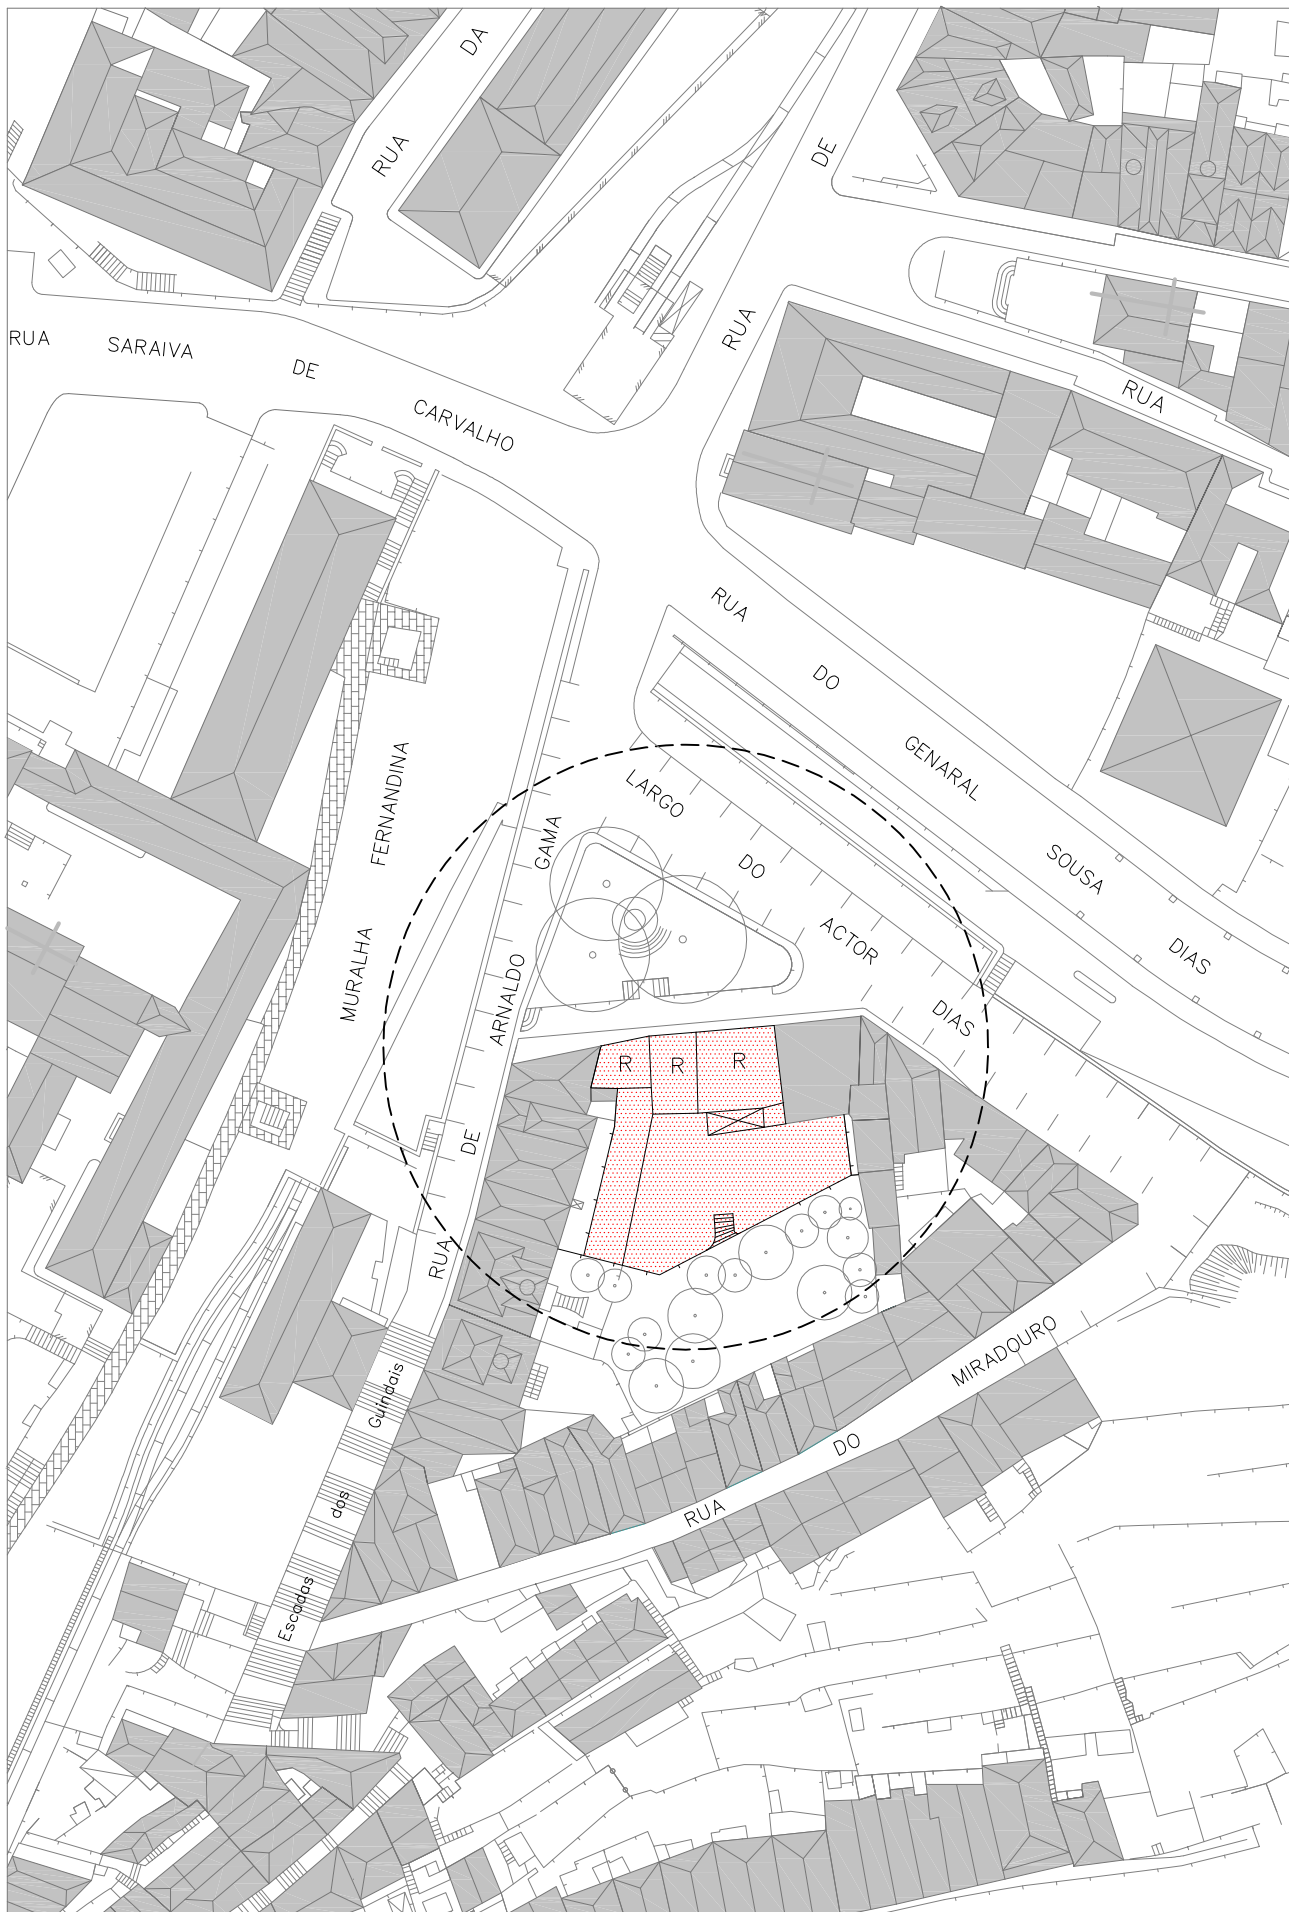 RUA DA
RUA DE
RUA SARAIVA DE CARVALHO
RUA
RUA DO GENARAL SOUSA DIAS
MURALHA FERNANDINA
RUA DE ARNALDO GAMA
LARGO DO ACTOR DIAS
R R R
RUA DO MIRADOURO
Escadas dos Guindais